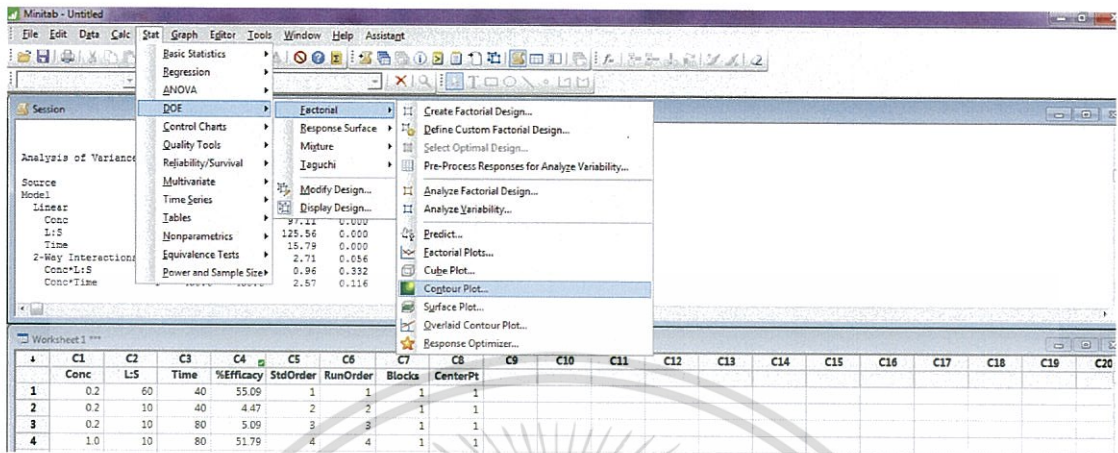 Minitab - Untitled
File Edit Data Calc Stat Graph Editor Tools Window Help Assistant
Basic Statistics
Regression
ANOVA
DOE
Control Charts
Quality Tools
Reliability/Survival
Multivariate
Time Series
Tables
Nonparametrics
Equivalence Tests
Power and Sample Size
Factorial
Response Surface
Mixture
Taguchi
Modify Design...
Display Design...
Create Factorial Design...
Define Custom Factorial Design...
Select Optimal Design...
Pre-Process Responses for Analyze Variability...
Analyze Factorial Design...
Analyze Variability...
Predict...
Factorial Plots...
Cube Plot...
Contour Plot...
Surface Plot...
Overlaid Contour Plot...
Response Optimizer...
Session
Analysis of Variance
Source
Model
Linear
Conc 97.11 0.000
L:S 125.56 0.000
Time 15.79 0.000
2-Way Interactions 2.71 0.056
Conc*L:S 0.96 0.332
Conc*Time 2.57 0.116
Worksheet 1 ***
C1 C2 C3 C4 C5 C6 C7 C8 C9 C10 C11 C12 C13 C14 C15 C16 C17 C18 C19 C20
Conc L:S Time %Efficacy StdOrder RunOrder Blocks CenterPt
1 0.2 60 40 55.09 1 1 1 1
2 0.2 10 40 4.47 2 2 1 1
3 0.2 10 80 5.09 3 3 1 1
4 1.0 10 80 51.79 4 4 1 1